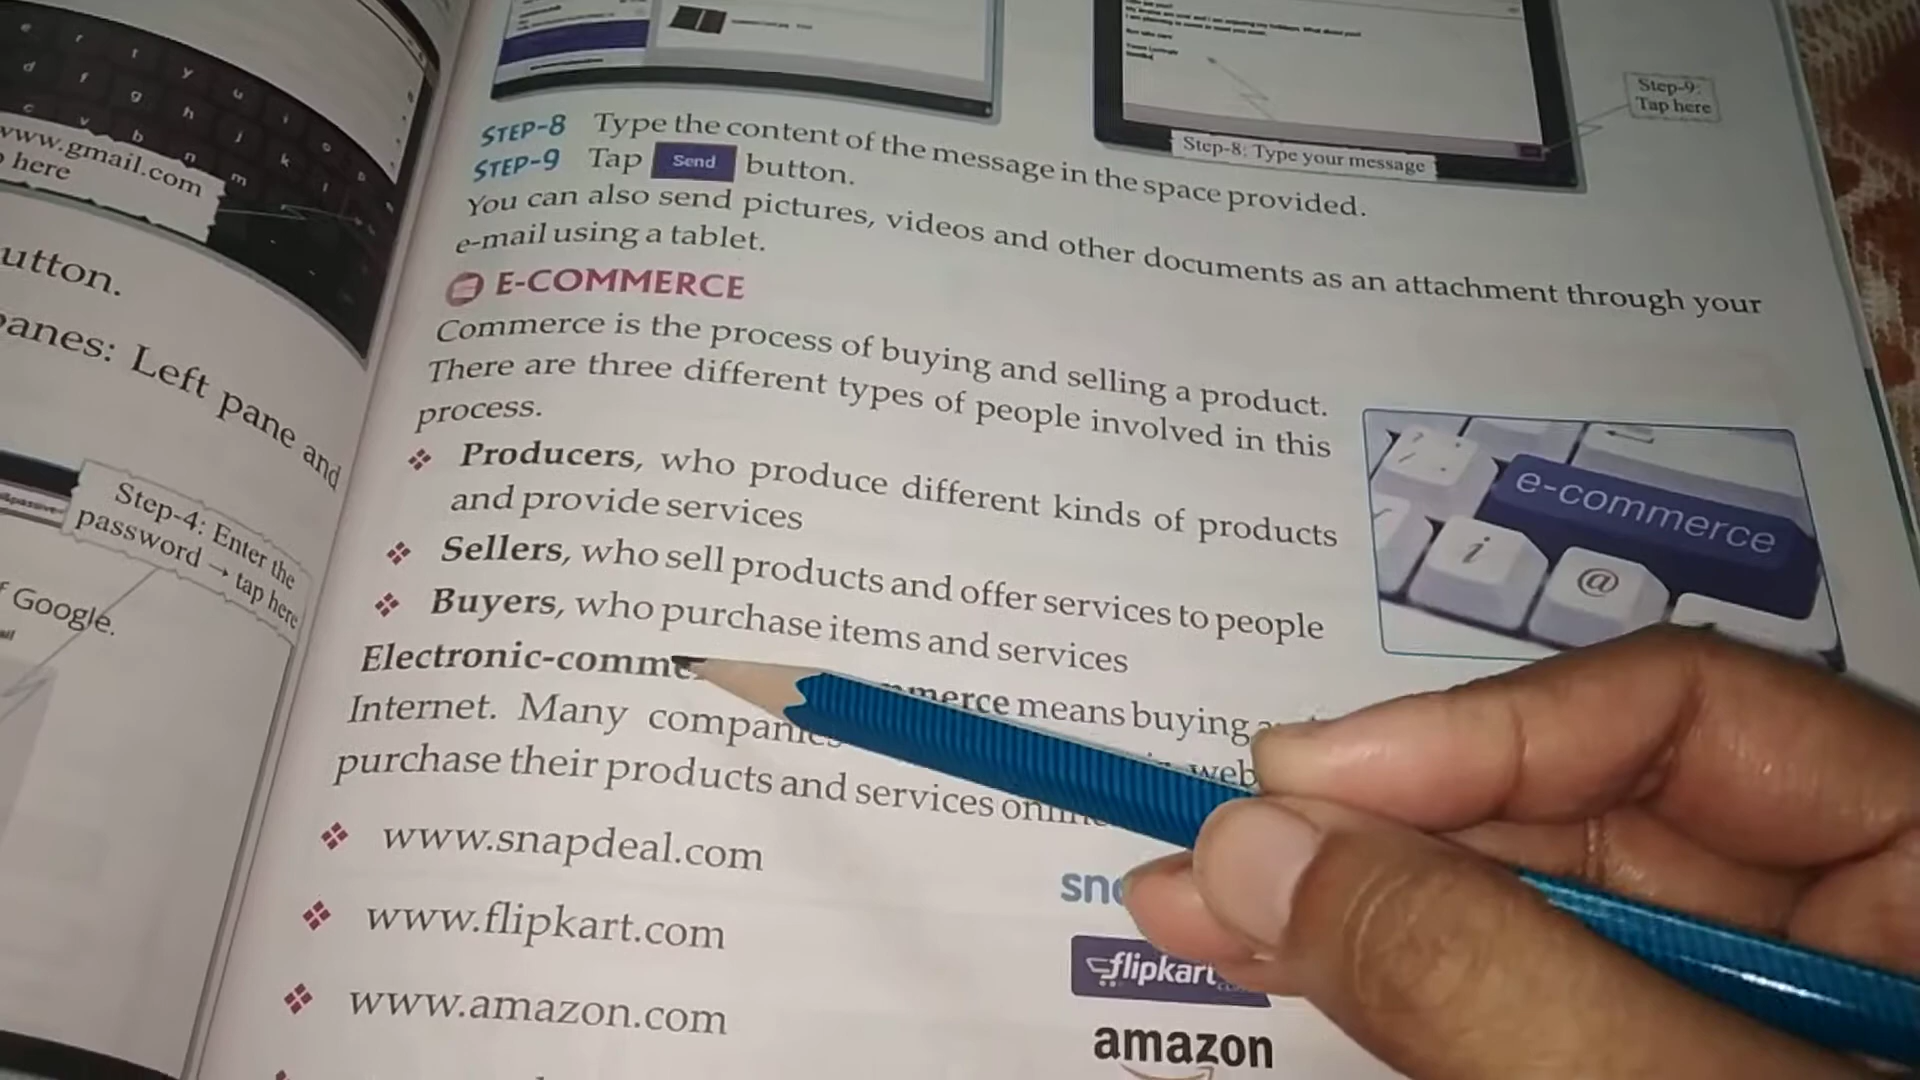 e r t y u i o p
d f g h j k l
c v b n m
www.gmail.com
here
utton.
anes: Left pane and
Step-4: Enter the
password → tap here
f Google.
Step-8: Type your message
Step-9:
Tap here
STEP-8 Type the content of the message in the space provided.
STEP-9 Tap Send button.
You can also send pictures, videos and other documents as an attachment through your
e-mail using a tablet.
E-COMMERCE
Commerce is the process of buying and selling a product.
There are three different types of people involved in this
process.
❖ Producers, who produce different kinds of products
and provide services
❖ Sellers, who sell products and offer services to people
❖ Buyers, who purchase items and services
Electronic-comme merce means buying
Internet. Many companies web
purchase their products and services online
❖ www.snapdeal.com
❖ www.flipkart.com
❖ www.amazon.com
e-commerce
i @
sn
flipkart
amazon